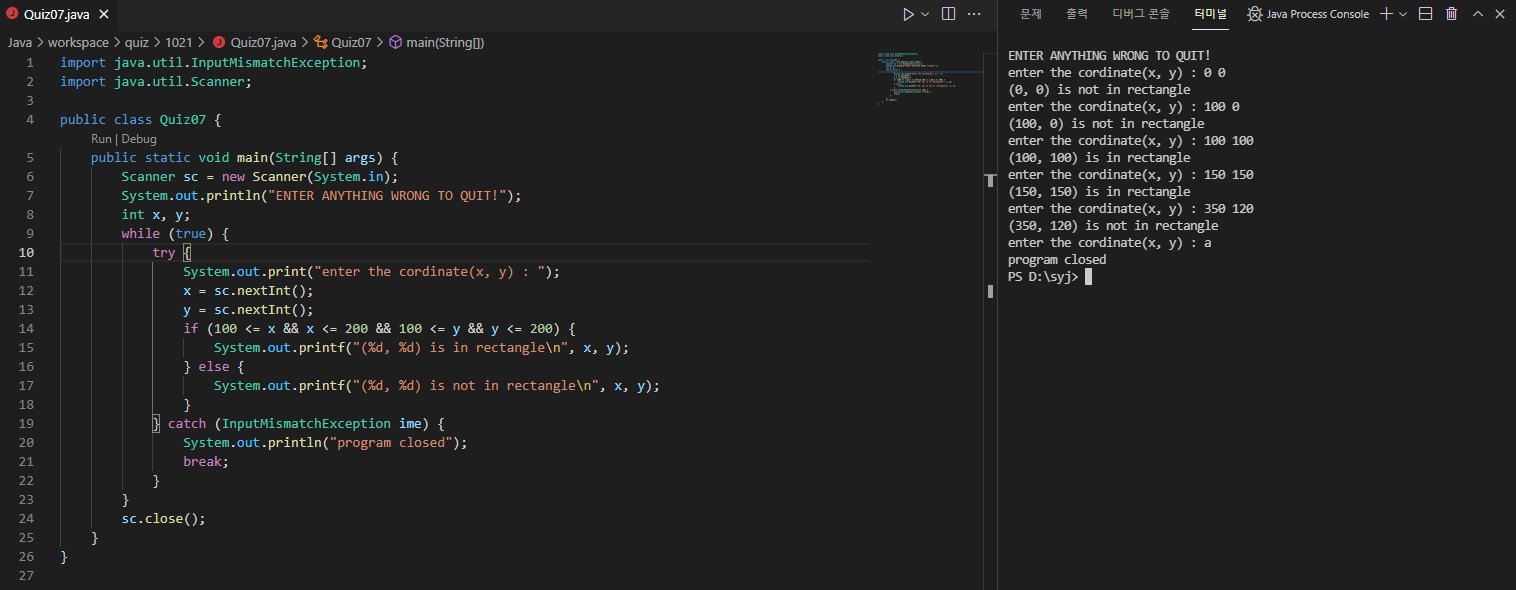 Quiz07.java
Java > workspace > quiz > 1021 > Quiz07.java > Quiz07 > main(String[])
1 import java.util.InputMismatchException;
2 import java.util.Scanner;
3
4 public class Quiz07 {
Run | Debug
5 public static void main(String[] args) {
6 Scanner sc = new Scanner(System.in);
7 System.out.println("ENTER ANYTHING WRONG TO QUIT!");
8 int x, y;
9 while (true) {
10 try {
11 System.out.print("enter the cordinate(x, y) : ");
12 x = sc.nextInt();
13 y = sc.nextInt();
14 if (100 <= x && x <= 200 && 100 <= y && y <= 200) {
15 System.out.printf("(%d, %d) is in rectangle\n", x, y);
16 } else {
17 System.out.printf("(%d, %d) is not in rectangle\n", x, y);
18 }
19 } catch (InputMismatchException ime) {
20 System.out.println("program closed");
21 break;
22 }
23 }
24 sc.close();
25 }
26 }
27
문제 출력 디버그 콘솔 터미널 Java Process Console
ENTER ANYTHING WRONG TO QUIT!
enter the cordinate(x, y) : 0 0
(0, 0) is not in rectangle
enter the cordinate(x, y) : 100 0
(100, 0) is not in rectangle
enter the cordinate(x, y) : 100 100
(100, 100) is in rectangle
enter the cordinate(x, y) : 150 150
(150, 150) is in rectangle
enter the cordinate(x, y) : 350 120
(350, 120) is not in rectangle
enter the cordinate(x, y) : a
program closed
PS D:\syj>